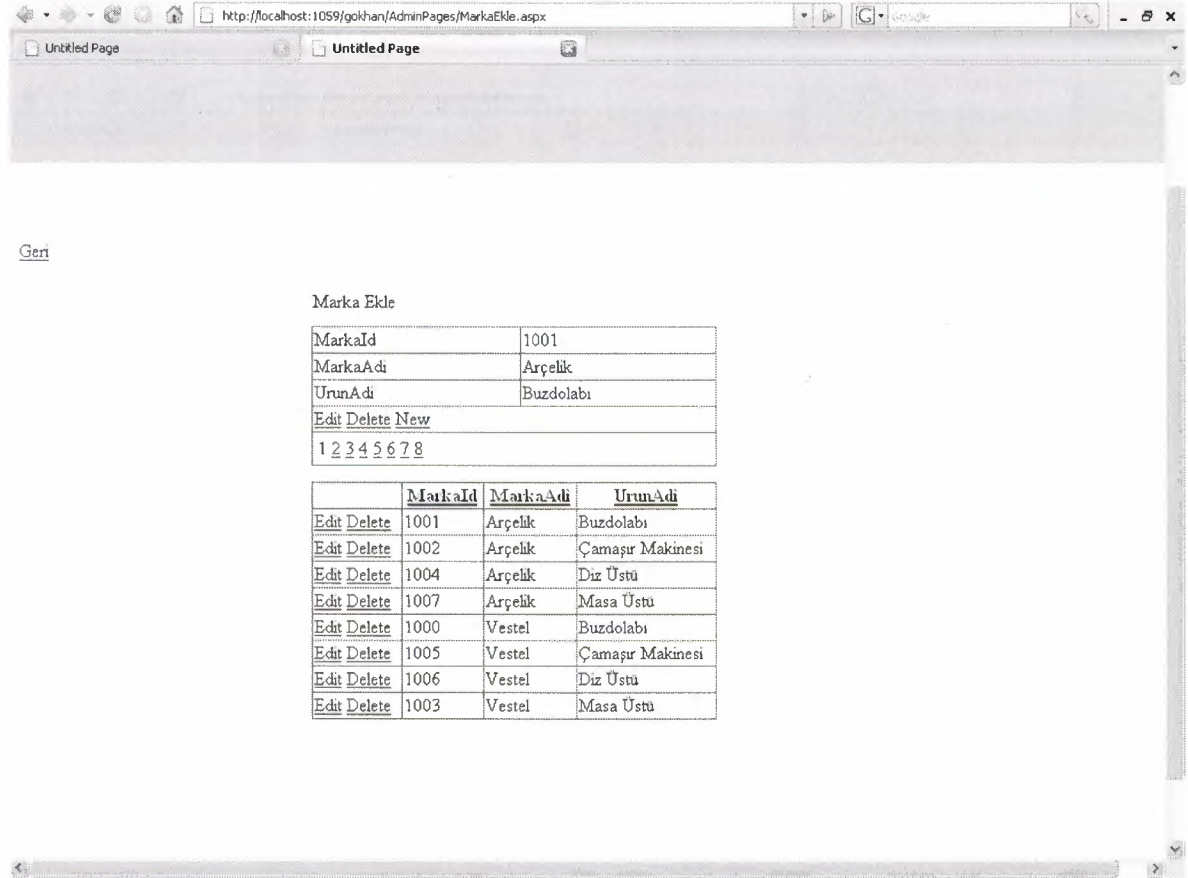 http://localhost:1059/gokhan/AdminPages/MarkaEkle.aspx Google
Untitled Page Untitled Page
Geri
Marka Ekle
MarkaId 1001
MarkaAdi Arçelik
UrunAdi Buzdolabı
Edit Delete New
1 2 3 4 5 6 7 8
MarkaId MarkaAdi UrunAdi
Edit Delete 1001 Arçelik Buzdolabı
Edit Delete 1002 Arçelik Çamaşır Makinesi
Edit Delete 1004 Arçelik Diz Üstü
Edit Delete 1007 Arçelik Masa Üstü
Edit Delete 1000 Vestel Buzdolabı
Edit Delete 1005 Vestel Çamaşır Makinesi
Edit Delete 1006 Vestel Diz Üstü
Edit Delete 1003 Vestel Masa Üstü